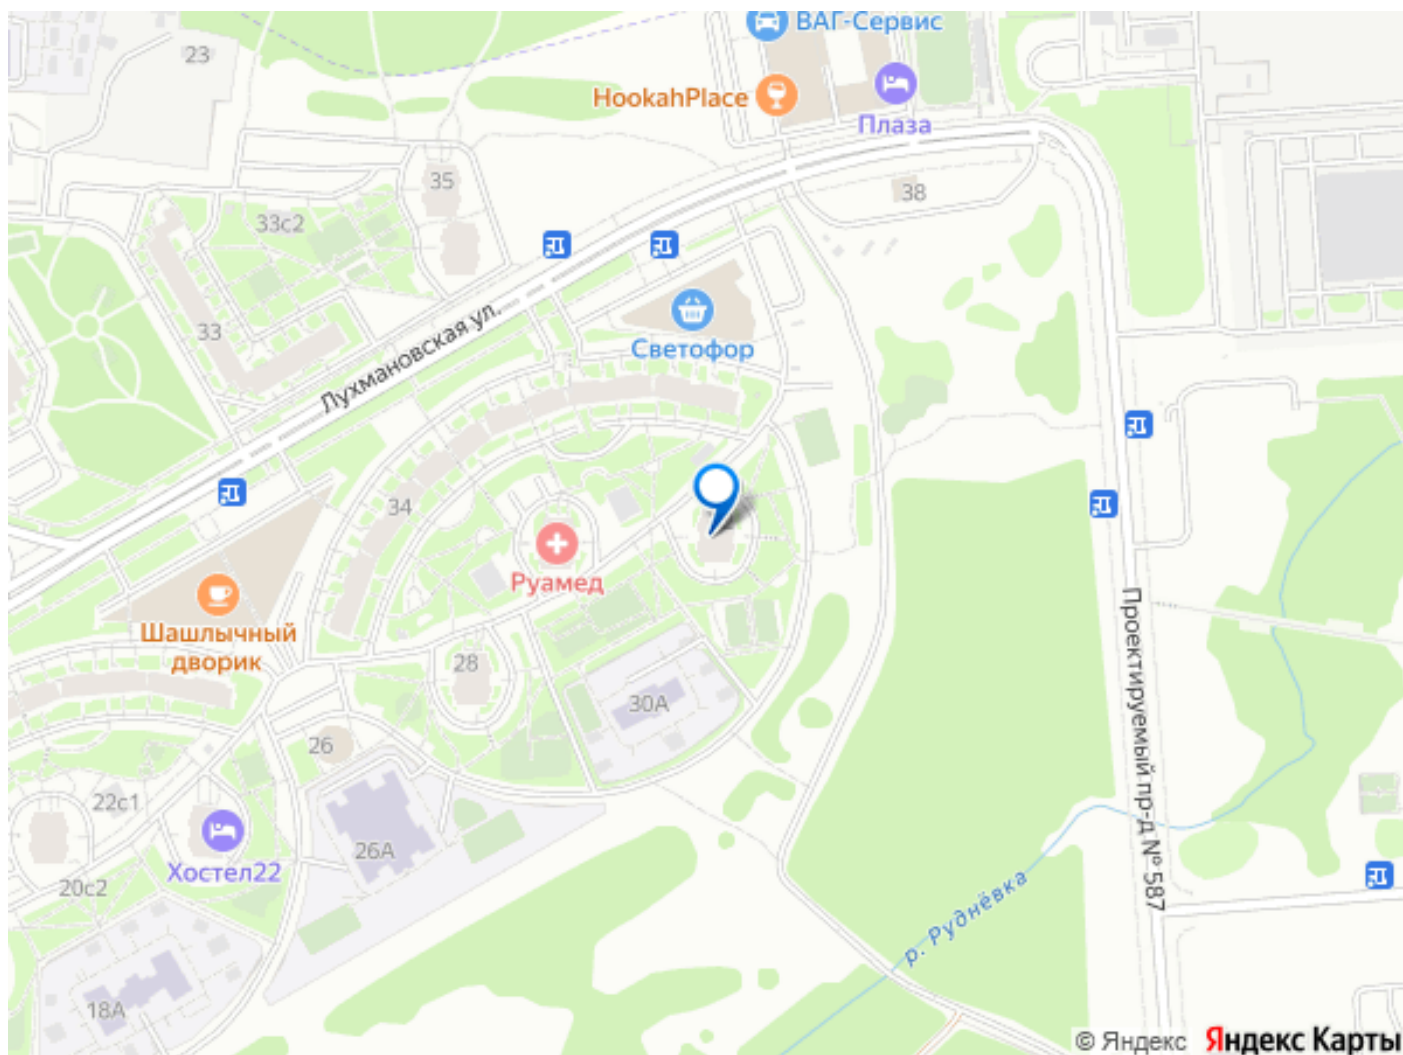 ВАГ-Сервис
23
HookahPlace
Плаза
35
38
33с2
33
Лухмановская ул.
Светофор
34
Руамед
Шашлычный
дворик
28
30А
Проектируемый пр-д № 587
26
22с1
26А
Хостел22
20с2
р. Руднёвка
18А
© Яндекс Яндекс Карты